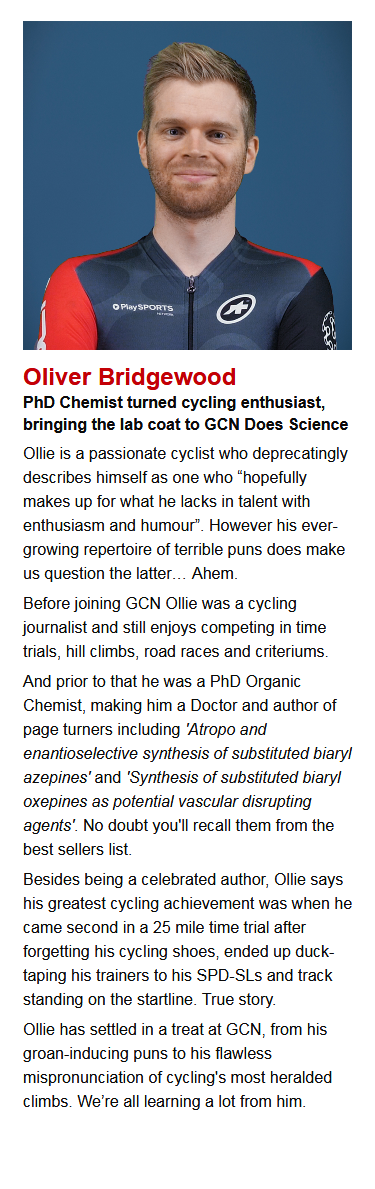 PlaySPORTS
NETWORK
Oliver Bridgewood
PhD Chemist turned cycling enthusiast,
bringing the lab coat to GCN Does Science
Ollie is a passionate cyclist who deprecatingly
describes himself as one who “hopefully
makes up for what he lacks in talent with
enthusiasm and humour”. However his ever-
growing repertoire of terrible puns does make
us question the latter… Ahem.
Before joining GCN Ollie was a cycling
journalist and still enjoys competing in time
trials, hill climbs, road races and criteriums.
And prior to that he was a PhD Organic
Chemist, making him a Doctor and author of
page turners including 'Atropo and
enantioselective synthesis of substituted biaryl
azepines' and 'Synthesis of substituted biaryl
oxepines as potential vascular disrupting
agents'. No doubt you'll recall them from the
best sellers list.
Besides being a celebrated author, Ollie says
his greatest cycling achievement was when he
came second in a 25 mile time trial after
forgetting his cycling shoes, ended up duck-
taping his trainers to his SPD-SLs and track
standing on the startline. True story.
Ollie has settled in a treat at GCN, from his
groan-inducing puns to his flawless
mispronunciation of cycling's most heralded
climbs. We’re all learning a lot from him.